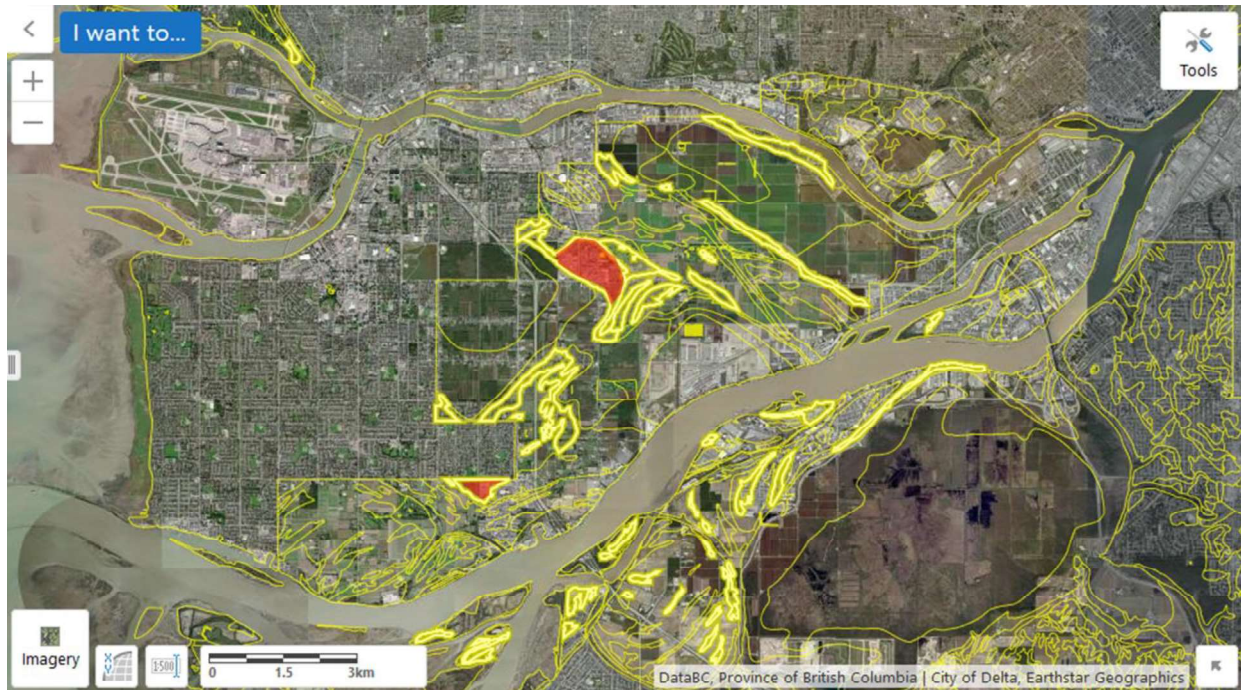 I want to...
Tools
Imagery
X
Y
1:500
0
1.5
3km
DataBC, Province of British Columbia | City of Delta, Earthstar Geographics